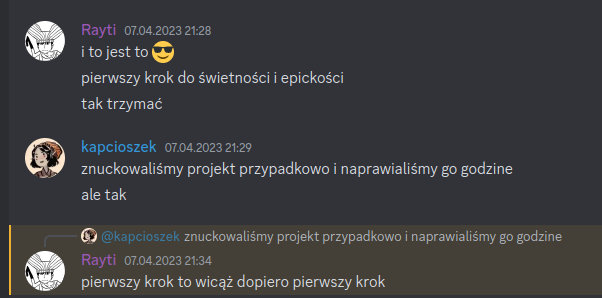 Rayti 07.04.2023 21:28
i to jest to 😎
pierwszy krok do świetności i epickości
tak trzymać
kapcioszek 07.04.2023 21:29
znuckowaliśmy projekt przypadkowo i naprawialiśmy go godzine
ale tak
@kapcioszek znuckowaliśmy projekt przypadkowo i naprawialiśmy go godzine
Rayti 07.04.2023 21:34
pierwszy krok to wicąż dopiero pierwszy krok